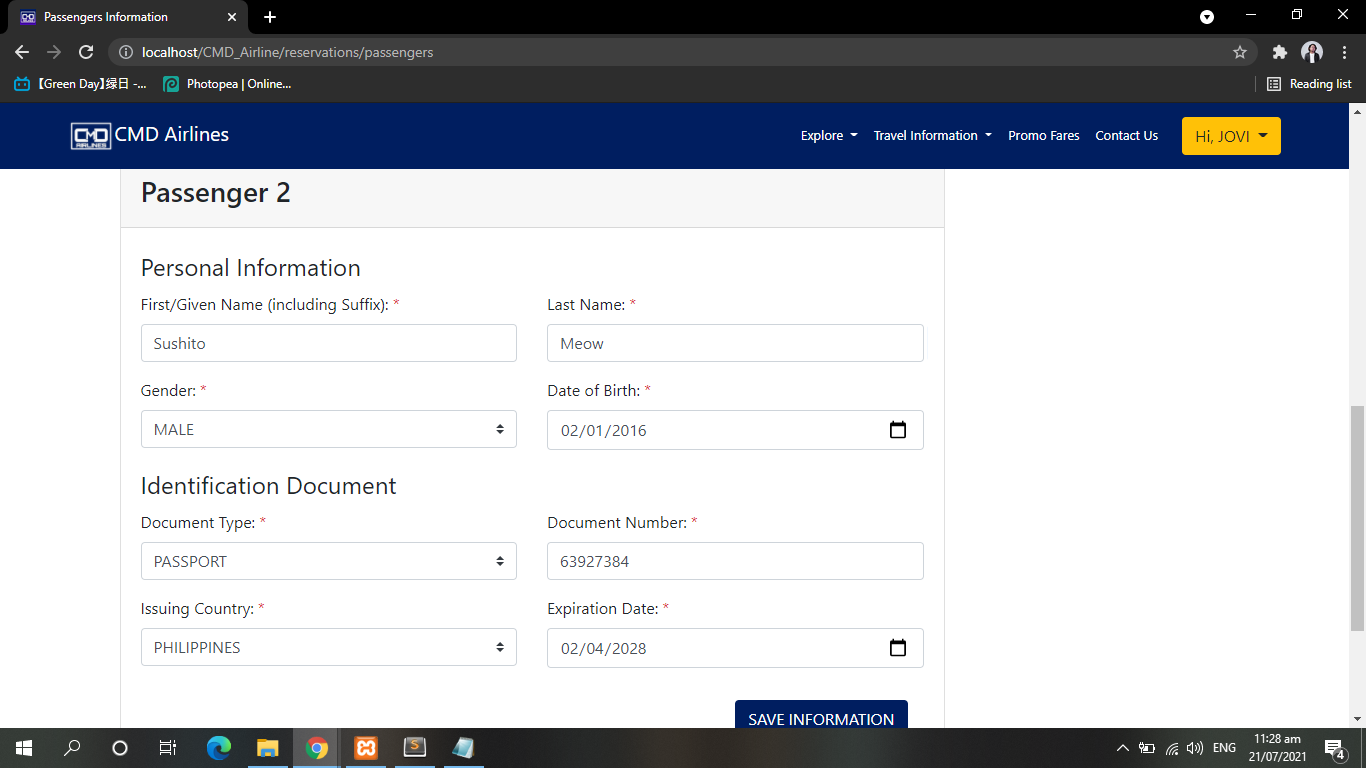 Passengers Information
localhost/CMD_Airline/reservations/passengers
【Green Day】绿日 -...
Photopea | Online...
Reading list
CMD AIRLINES
CMD Airlines
Explore
Travel Information
Promo Fares
Contact Us
Hi, JOVI
Passenger 2
Personal Information
First/Given Name (including Suffix): *
Last Name: *
Sushito
Meow
Gender: *
Date of Birth: *
MALE
02/01/2016
Identification Document
Document Type: *
Document Number: *
PASSPORT
63927384
Issuing Country: *
Expiration Date: *
PHILIPPINES
02/04/2028
SAVE INFORMATION
ENG
11:28 am
21/07/2021
4